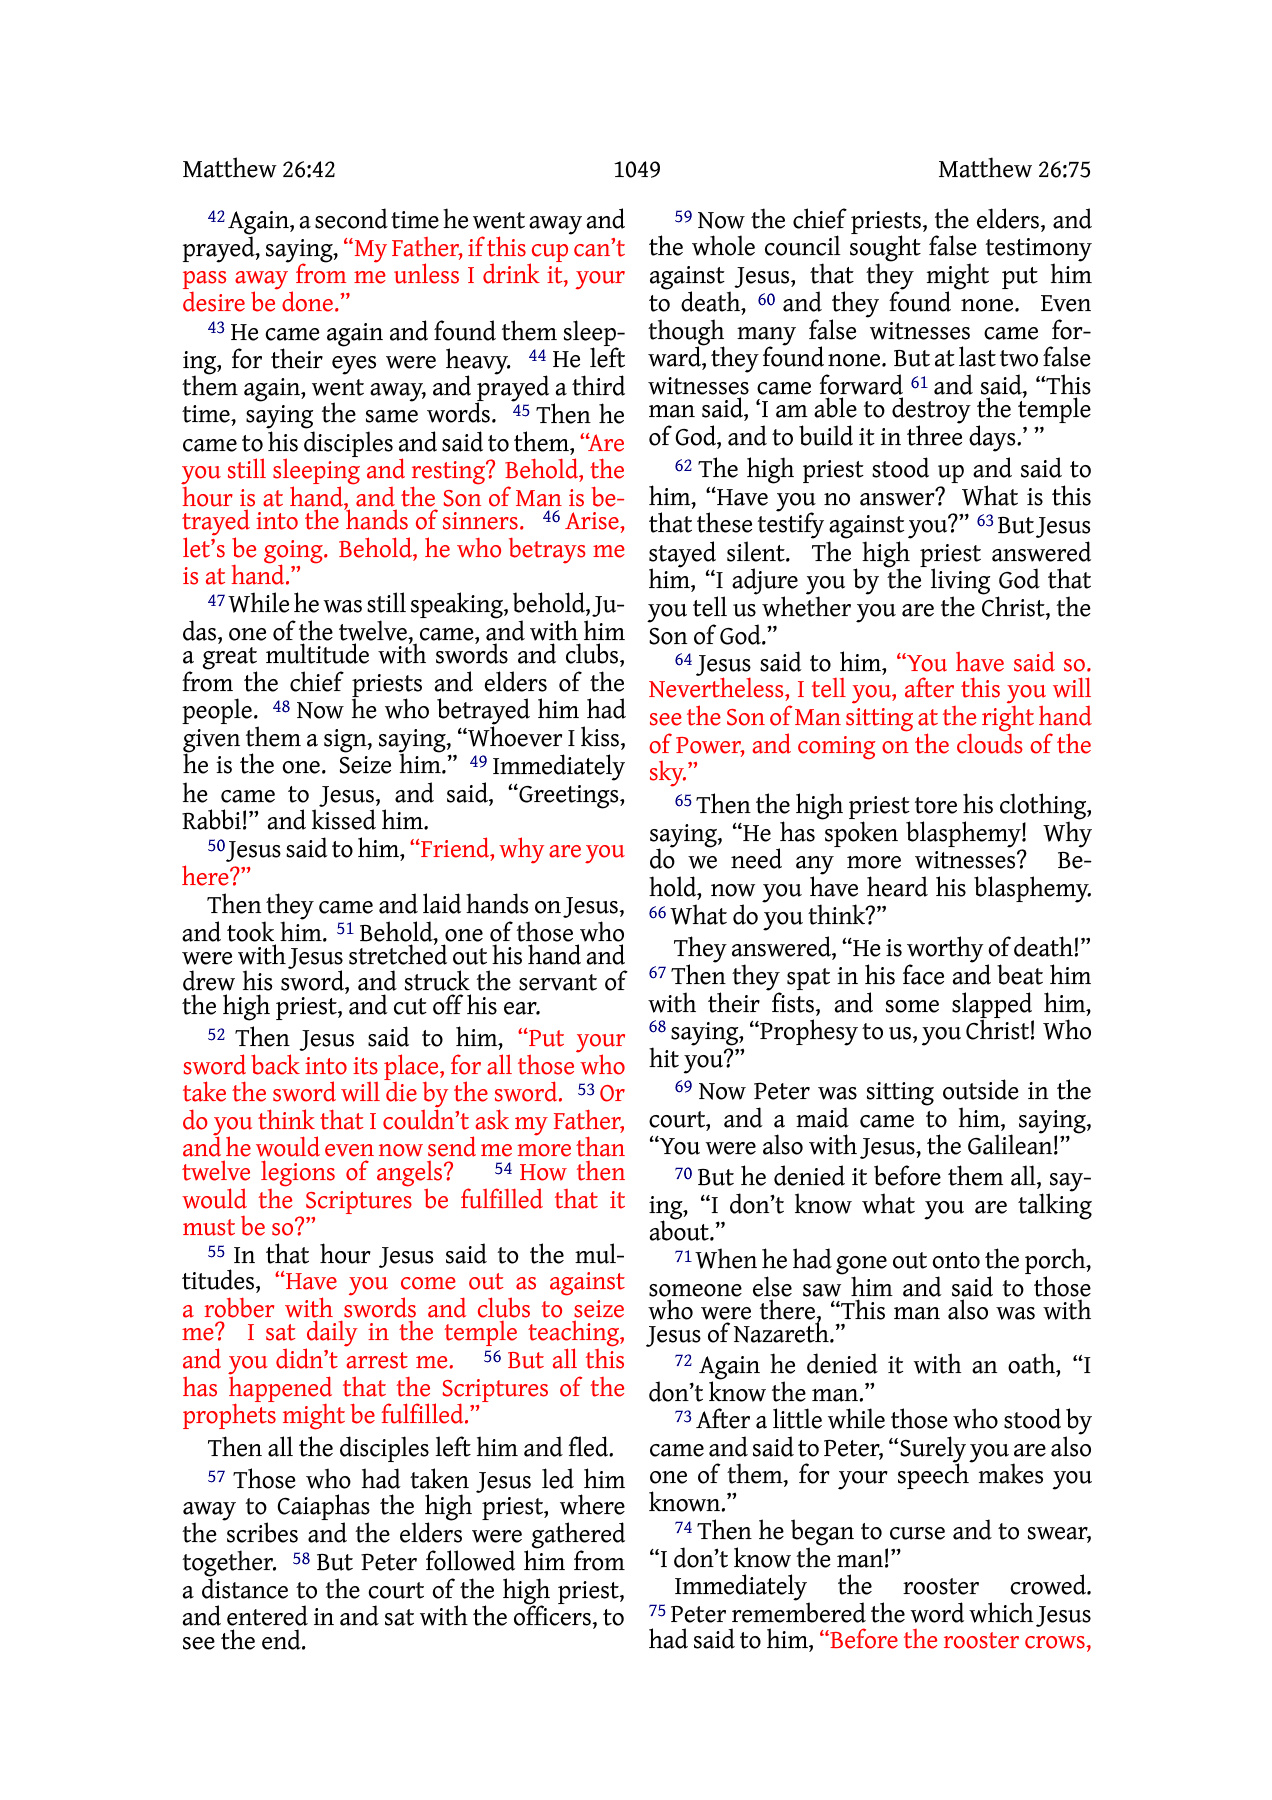 Matthew 26:42 1049 Matthew 26:75
42 Again, a second time he went away and
prayed, saying, “My Father, if this cup can’t
pass away from me unless I drink it, your
desire be done.”
43 He came again and found them sleep-
ing, for their eyes were heavy. 44 He left
them again, went away, and prayed a third
time, saying the same words. 45 Then he
came to his disciples and said to them, “Are
you still sleeping and resting? Behold, the
hour is at hand, and the Son of Man is be-
trayed into the hands of sinners. 46 Arise,
let’s be going. Behold, he who betrays me
is at hand.”
47 While he was still speaking, behold, Ju-
das, one of the twelve, came, and with him
a great multitude with swords and clubs,
from the chief priests and elders of the
people. 48 Now he who betrayed him had
given them a sign, saying, “Whoever I kiss,
he is the one. Seize him.” 49 Immediately
he came to Jesus, and said, “Greetings,
Rabbi!” and kissed him.
50 Jesus said to him, “Friend, why are you
here?”
Then they came and laid hands on Jesus,
and took him. 51 Behold, one of those who
were with Jesus stretched out his hand and
drew his sword, and struck the servant of
the high priest, and cut off his ear.
52 Then Jesus said to him, “Put your
sword back into its place, for all those who
take the sword will die by the sword. 53 Or
do you think that I couldn’t ask my Father,
and he would even now send me more than
twelve legions of angels? 54 How then
would the Scriptures be fulfilled that it
must be so?”
55 In that hour Jesus said to the mul-
titudes, “Have you come out as against
a robber with swords and clubs to seize
me? I sat daily in the temple teaching,
and you didn’t arrest me. 56 But all this
has happened that the Scriptures of the
prophets might be fulfilled.”
Then all the disciples left him and fled.
57 Those who had taken Jesus led him
away to Caiaphas the high priest, where
the scribes and the elders were gathered
together. 58 But Peter followed him from
a distance to the court of the high priest,
and entered in and sat with the officers, to
see the end.
59 Now the chief priests, the elders, and
the whole council sought false testimony
against Jesus, that they might put him
to death, 60 and they found none. Even
though many false witnesses came for-
ward, they found none. But at last two false
witnesses came forward 61 and said, “This
man said, ‘I am able to destroy the temple
of God, and to build it in three days.’ ”
62 The high priest stood up and said to
him, “Have you no answer? What is this
that these testify against you?” 63 But Jesus
stayed silent. The high priest answered
him, “I adjure you by the living God that
you tell us whether you are the Christ, the
Son of God.”
64 Jesus said to him, “You have said so.
Nevertheless, I tell you, after this you will
see the Son of Man sitting at the right hand
of Power, and coming on the clouds of the
sky.”
65 Then the high priest tore his clothing,
saying, “He has spoken blasphemy! Why
do we need any more witnesses? Be-
hold, now you have heard his blasphemy.
66 What do you think?”
They answered, “He is worthy of death!”
67 Then they spat in his face and beat him
with their fists, and some slapped him,
68 saying, “Prophesy to us, you Christ! Who
hit you?”
69 Now Peter was sitting outside in the
court, and a maid came to him, saying,
“You were also with Jesus, the Galilean!”
70 But he denied it before them all, say-
ing, “I don’t know what you are talking
about.”
71 When he had gone out onto the porch,
someone else saw him and said to those
who were there, “This man also was with
Jesus of Nazareth.”
72 Again he denied it with an oath, “I
don’t know the man.”
73 After a little while those who stood by
came and said to Peter, “Surely you are also
one of them, for your speech makes you
known.”
74 Then he began to curse and to swear,
“I don’t know the man!”
Immediately the rooster crowed.
75 Peter remembered the word which Jesus
had said to him, “Before the rooster crows,